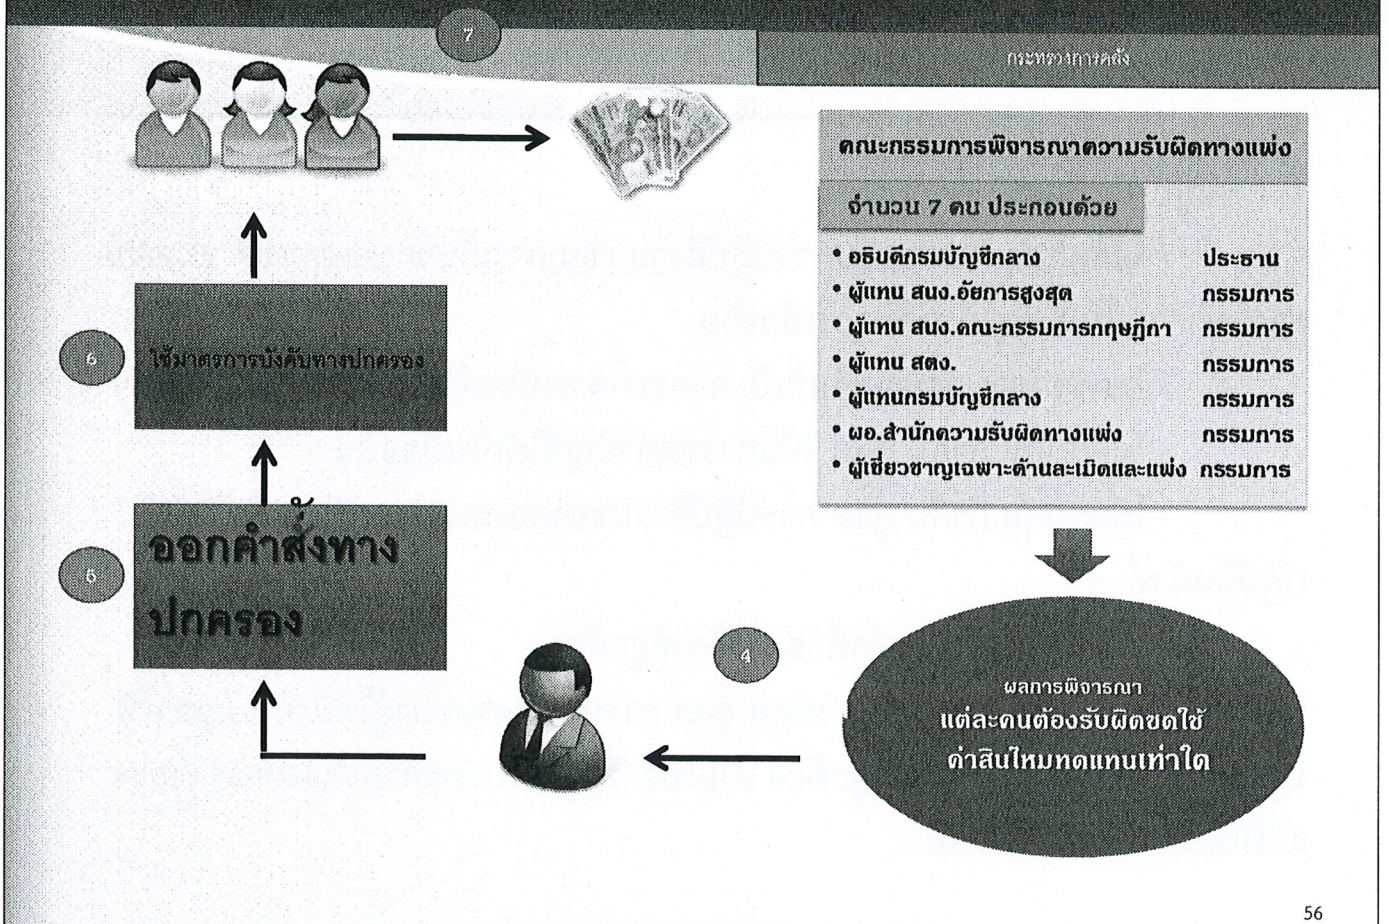 7
กระทรวงการคลัง
คณะกรรมการพิจารณาความรับผิดทางแพ่ง
จำนวน 7 คน ประกอบด้วย
• อธิบดีกรมบัญชีกลาง ประธาน
• ผู้แทน สนง.อัยการสูงสุด กรรมการ
• ผู้แทน สนง.คณะกรรมการกฤษฎีกา กรรมการ
• ผู้แทน สตง. กรรมการ
• ผู้แทนกรมบัญชีกลาง กรรมการ
• ผอ.สำนักความรับผิดทางแพ่ง กรรมการ
• ผู้เชี่ยวชาญเฉพาะด้านละเมิดและแพ่ง กรรมการ
6
ใช้มาตรการบังคับทางปกครอง
5
ออกคำสั่งทาง
ปกครอง
4
ผลการพิจารณา
แต่ละคนต้องรับผิดชดใช้
ค่าสินไหมทดแทนเท่าใด
56